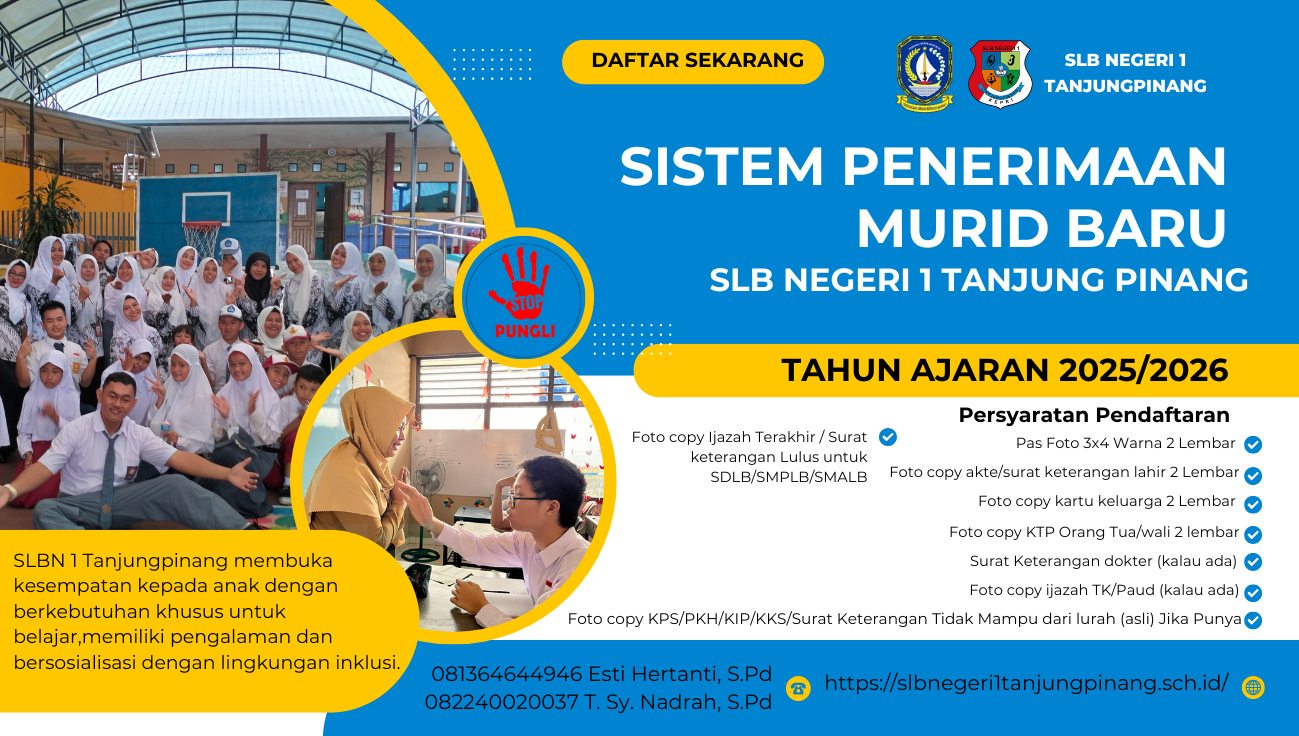 DAFTAR SEKARANG
SLB NEGERI 1
KEPRI
SLB NEGERI 1
TANJUNGPINANG
SISTEM PENERIMAAN
MURID BARU
SLB NEGERI 1 TANJUNG PINANG
STOP
PUNGLI
TAHUN AJARAN 2025/2026
Persyaratan Pendaftaran
Pas Foto 3x4 Warna 2 Lembar
Foto copy akte/surat keterangan lahir 2 Lembar
Foto copy kartu keluarga 2 Lembar
Foto copy KTP Orang Tua/wali 2 lembar
Surat Keterangan dokter (kalau ada)
Foto copy ijazah TK/Paud (kalau ada)
Foto copy KPS/PKH/KIP/KKS/Surat Keterangan Tidak Mampu dari lurah (asli) Jika Punya
Foto copy Ijazah Terakhir / Surat
keterangan Lulus untuk
SDLB/SMPLB/SMALB
SLBN 1 Tanjungpinang membuka
kesempatan kepada anak dengan
berkebutuhan khusus untuk
belajar,memiliki pengalaman dan
bersosialisasi dengan lingkungan inklusi.
081364644946 Esti Hertanti, S.Pd
082240020037 T. Sy. Nadrah, S.Pd
https://slbnegeri1tanjungpinang.sch.id/